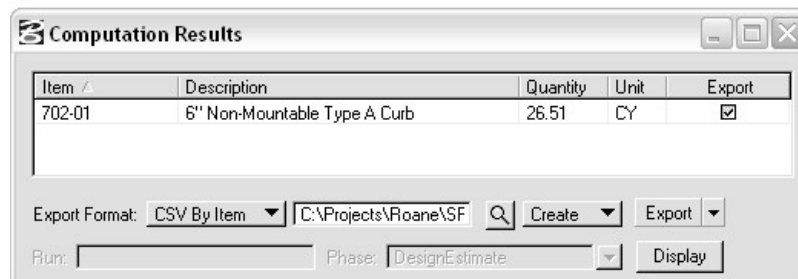 Computation Results
Item Description Quantity Unit Export
702-01 6" Non-Mountable Type A Curb 26.51 CY
Export Format: CSV By Item C:\Projects\Roane\SF Create Export
Run: Phase: DesignEstimate Display